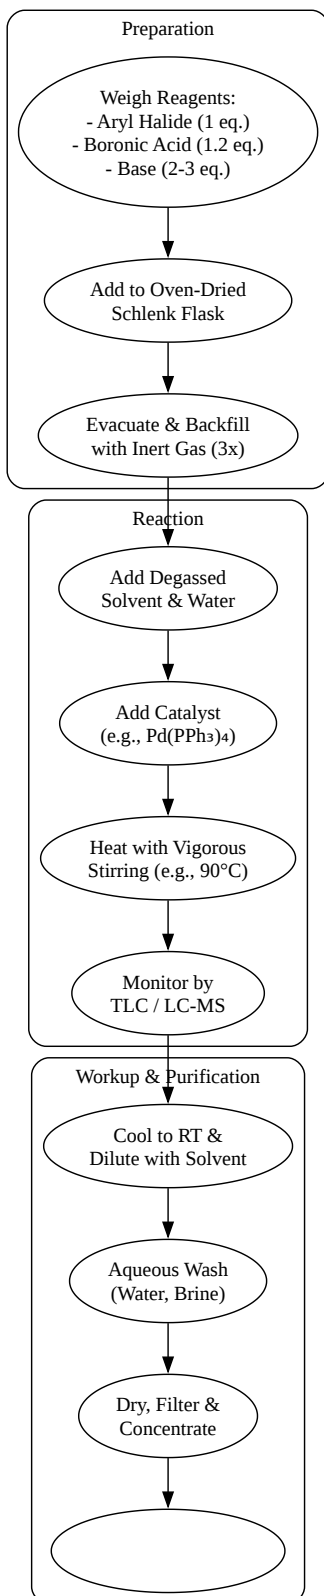 Preparation
Weigh Reagents:
- Aryl Halide (1 eq.)
- Boronic Acid (1.2 eq.)
- Base (2-3 eq.)
Add to Oven-Dried
Schlenk Flask
Evacuate & Backfill
with Inert Gas (3x)
Reaction
Add Degassed
Solvent & Water
Add Catalyst
(e.g., Pd(PPh₃)₄)
Heat with Vigorous
Stirring (e.g., 90°C)
Monitor by
TLC / LC-MS
Workup & Purification
Cool to RT &
Dilute with Solvent
Aqueous Wash
(Water, Brine)
Dry, Filter &
Concentrate